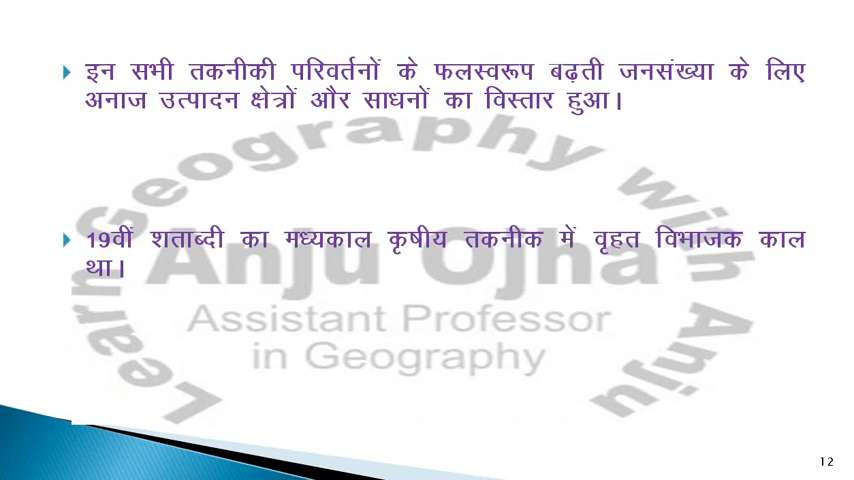 इन सभी तकनीकी परिवर्तनों के फलस्वरूप बढ़ती जनसंख्या के लिए
अनाज उत्पादन क्षेत्रों और साधनों का विस्तार हुआ।
19वीं शताब्दी का मध्यकाल कृषीय तकनीक में वृहत विभाजक काल
था।
Learn Geography with Anju
Anju Ojha
Assistant Professor
in Geography
12